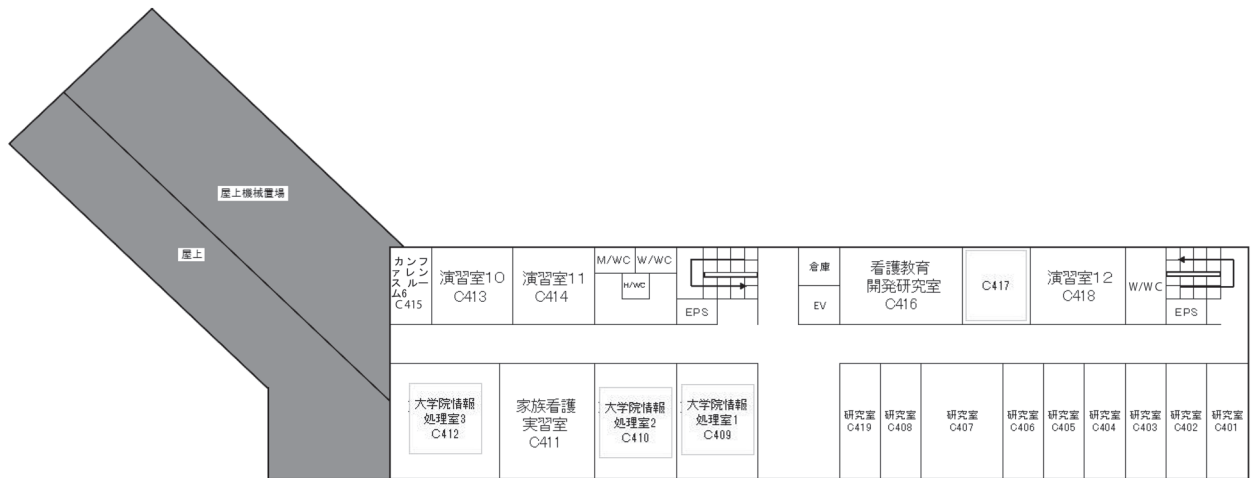 屋上機械置場
屋上
カンファレンスルーム6
C415
演習室10
C413
演習室11
C414
M/WC
W/WC
H/WC
EPS
倉庫
EV
看護教育
開発研究室
C416
C417
演習室12
C418
W/WC
EPS
大学院情報
処理室3
C412
家族看護
実習室
C411
大学院情報
処理室2
C410
大学院情報
処理室1
C409
研究室
C419
研究室
C408
研究室
C407
研究室
C406
研究室
C405
研究室
C404
研究室
C403
研究室
C402
研究室
C401